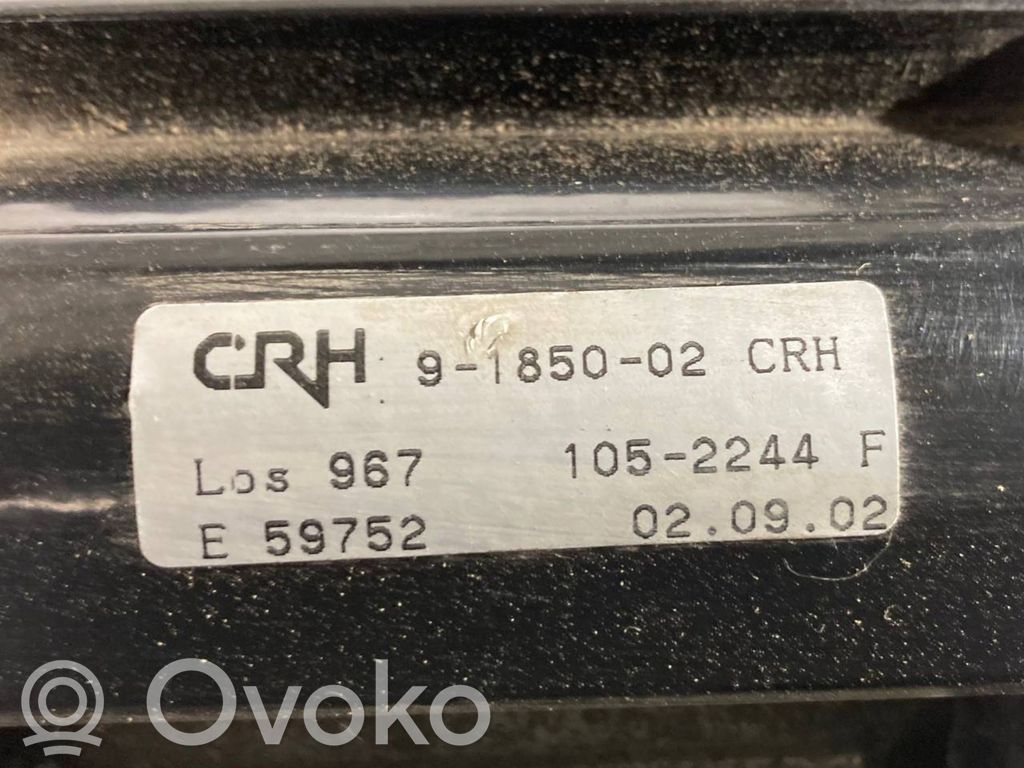 CRH 9-1850-02 CRH
Los 967 105-2244 F
E 59752 02.09.02
Ovoko